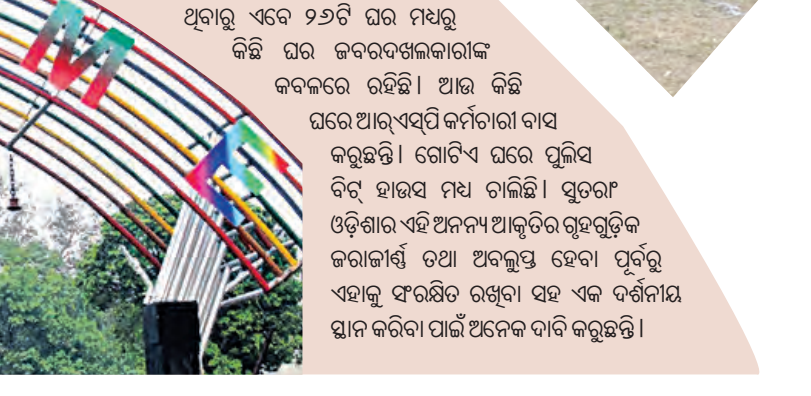 ଥିବାରୁ ଏବେ ୨୬ଟି ଘର ମଧ୍ୟରୁ
କିଛି ଘର ଜବରଦଖଲକାରୀଙ୍କ
କବଳରେ ରହିଛି। ଆଉ କିଛି
ଘରେ ଆର୍‌ଏସ୍‌ପି କର୍ମଚାରୀ ବାସ
କରୁଛନ୍ତି। ଗୋଟିଏ ଘରେ ପୁଲିସ
ବିଟ୍ ହାଉସ ମଧ୍ୟ ଚାଲିଛି। ସୁତରାଂ
ଓଡ଼ିଶାର ଏହି ଅନନ୍ୟ ଆକୃତିର ଗୃହଗୁଡ଼ିକ
ଜରାଜୀର୍ଣ୍ଣ ତଥା ଅବଲୁପ୍ତ ହେବା ପୂର୍ବରୁ
ଏହାକୁ ସଂରକ୍ଷିତ ରଖିବା ସହ ଏକ ଦର୍ଶନୀୟ
ସ୍ଥାନ କରିବା ପାଇଁ ଅନେକ ଦାବି କରୁଛନ୍ତି।
M
E